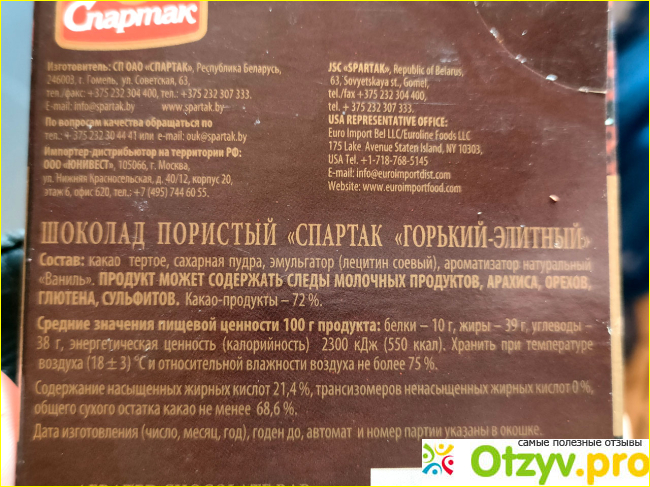 Спартак
Изготовитель: СП ОАО «СПАРТАК», Республика Беларусь,
246003, г. Гомель, ул. Советская, 63,
тел./факс: +375 232 304 400, тел.: +375 232 307 333.
E-mail: info@spartak.by www.spartak.by
По вопросам качества обращаться по
тел.: + 375 232 30 44 41 или e-mail: ouk@spartak.by
Импортер-дистрибьютор на территории РФ:
ООО «ЮНИВЕСТ», 105066, г. Москва,
ул. Нижняя Красносельская, д. 40/12, корпус 20,
этаж 6, офис 620, тел.: +7 (495) 744 60 55.
JSC «SPARTAK», Republic of Belarus,
63, Sovyetskaya st., Gomel,
tel./fax +375 232 304 400,
tel. + 375 232 307 333.
USA REPRESENTATIVE OFFICE:
Euro Import Bel LLC/Euroline Foods LLC
175 Lake Avenue Staten Island, NY 10303,
USA Tel. +1-718-768-5145
E-mail: info@euroimportdist.com
Website: www.euroimportfood.com
ШОКОЛАД ПОРИСТЫЙ «СПАРТАК «ГОРЬКИЙ-ЭЛИТНЫЙ»
Состав: какао тертое, сахарная пудра, эмульгатор (лецитин соевый), ароматизатор натуральный
«Ваниль». ПРОДУКТ МОЖЕТ СОДЕРЖАТЬ СЛЕДЫ МОЛОЧНЫХ ПРОДУКТОВ, АРАХИСА, ОРЕХОВ,
ГЛЮТЕНА, СУЛЬФИТОВ. Какао-продукты – 72 %.
Средние значения пищевой ценности 100 г продукта: белки – 10 г, жиры – 39 г, углеводы –
38 г, энергетическая ценность (калорийность) 2300 кДж (550 ккал). Хранить при температуре
воздуха (18 ± 3) °С и относительной влажности воздуха не более 75 %.
Содержание насыщенных жирных кислот 21,4 %, трансизомеров ненасыщенных жирных кислот 0 %,
общего сухого остатка какао не менее 68,6 %.
Дата изготовления (число, месяц, год), годен до, автомат и номер партии указаны в окошке.
самые полезные отзывы
Otzyv.pro